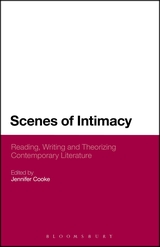 Scenes of Intimacy
Reading, Writing and Theorizing
Contemporary Literature
Edited by
Jennifer Cooke
BLOOMSBURY